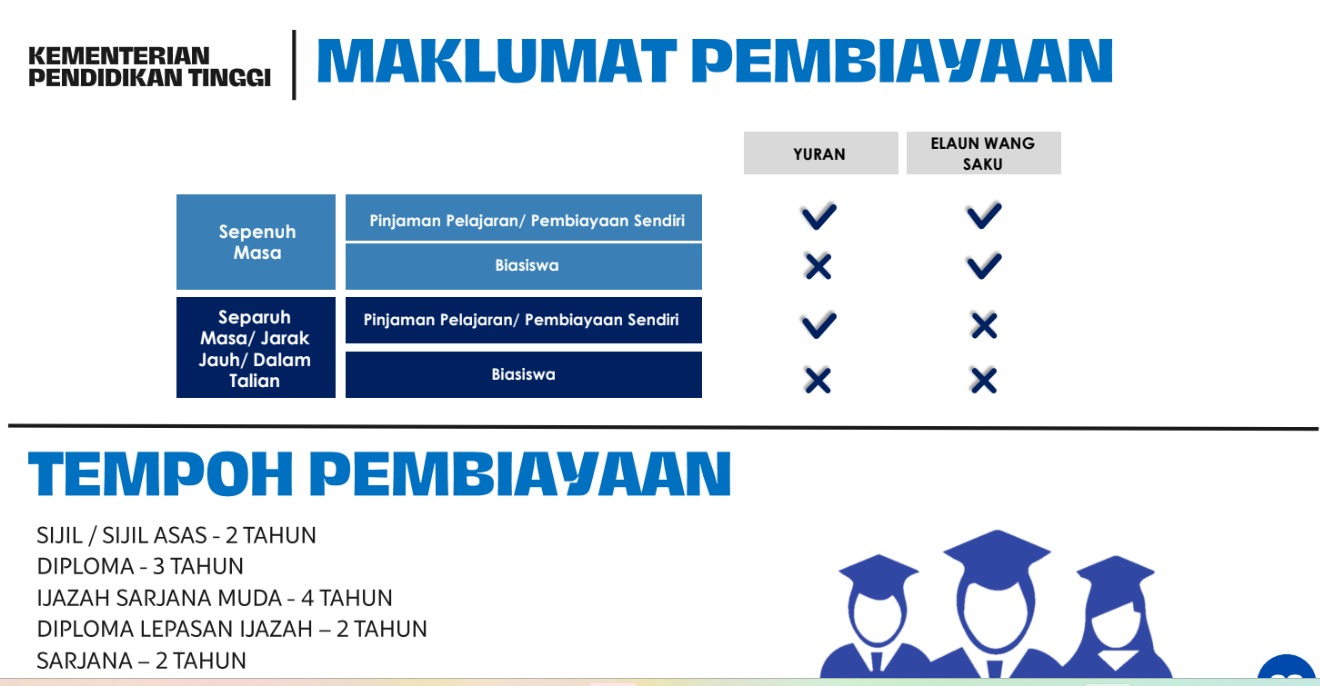 KEMENTERIAN
PENDIDIKAN TINGGI
MAKLUMAT PEMBIAYAAN
YURAN
ELAUN WANG
SAKU
Sepenuh
Masa
Pinjaman Pelajaran/ Pembiayaan Sendiri
Biasiswa
Separuh
Masa/ Jarak
Jauh/ Dalam
Talian
Pinjaman Pelajaran/ Pembiayaan Sendiri
Biasiswa
TEMPOH PEMBIAYAAN
SIJIL / SIJIL ASAS - 2 TAHUN
DIPLOMA - 3 TAHUN
IJAZAH SARJANA MUDA - 4 TAHUN
DIPLOMA LEPASAN IJAZAH – 2 TAHUN
SARJANA – 2 TAHUN